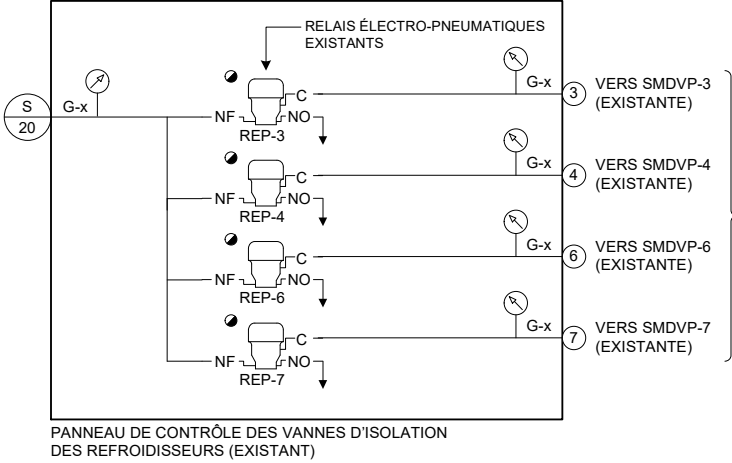 RELAIS ÉLECTRO-PNEUMATIQUES
EXISTANTS
S
20
G-x
NF
C
NO
REP-3
G-x
3
VERS SMDVP-3
(EXISTANTE)
NF
C
NO
REP-4
G-x
4
VERS SMDVP-4
(EXISTANTE)
NF
C
NO
REP-6
G-x
6
VERS SMDVP-6
(EXISTANTE)
NF
C
NO
REP-7
G-x
7
VERS SMDVP-7
(EXISTANTE)
PANNEAU DE CONTRÔLE DES VANNES D'ISOLATION
DES REFROIDISSEURS (EXISTANT)